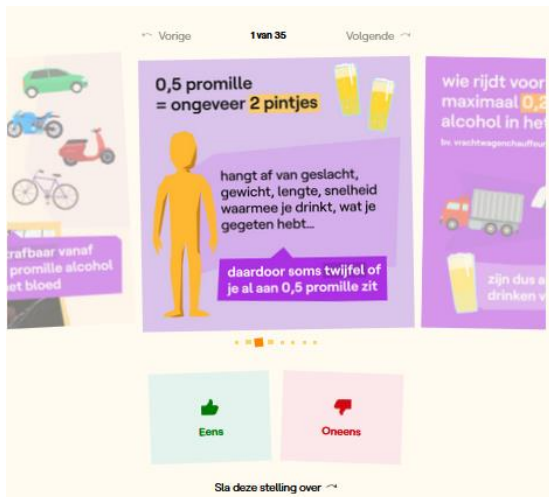 Vorige
1 van 35
Volgende
trafbaar vanaf
promille alcohol
et bloed
0,5 promille
= ongeveer 2 pintjes
hangt af van geslacht,
gewicht, lengte, snelheid
waarmee je drinkt, wat je
gegeten hebt...
daardoor soms twijfel of
je al aan 0,5 promille zit
wie rijdt voor
maximaal 0,2
alcohol in het
bv. vrachtwagenchauffeur
zijn dus a
drinken v
Eens
Oneens
Sla deze stelling over